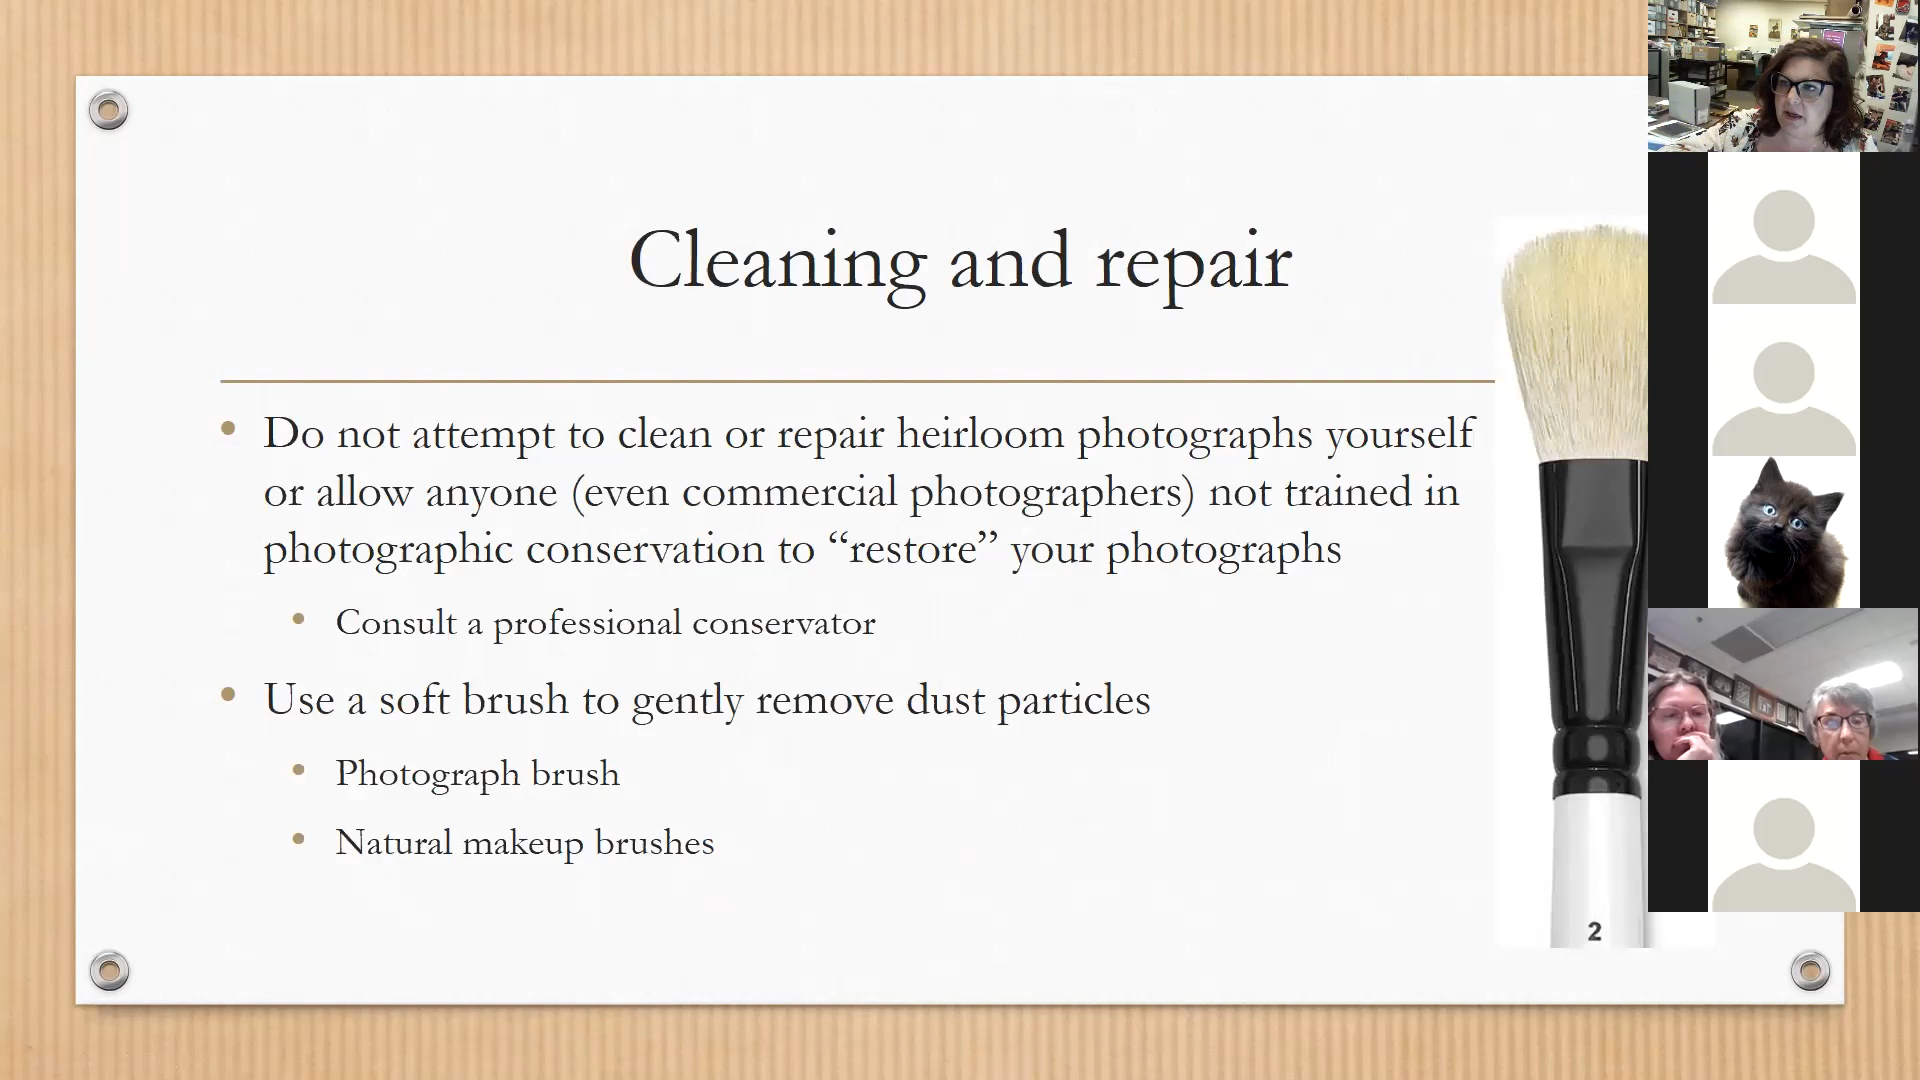 Cleaning and repair
Do not attempt to clean or repair heirloom photographs yourself
or allow anyone (even commercial photographers) not trained in
photographic conservation to “restore” your photographs
Consult a professional conservator
Use a soft brush to gently remove dust particles
Photograph brush
Natural makeup brushes
2